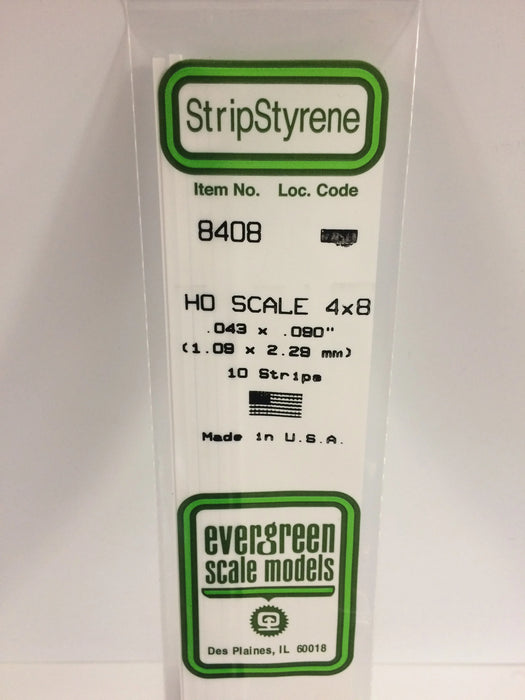 StripStyrene
Item No. Loc. Code
8408
HO SCALE 4x8
.043 x .090"
(1.09 x 2.29 mm)
10 Strips
Made in U.S.A.
evergreen
scale models
Des Plaines, IL 60018